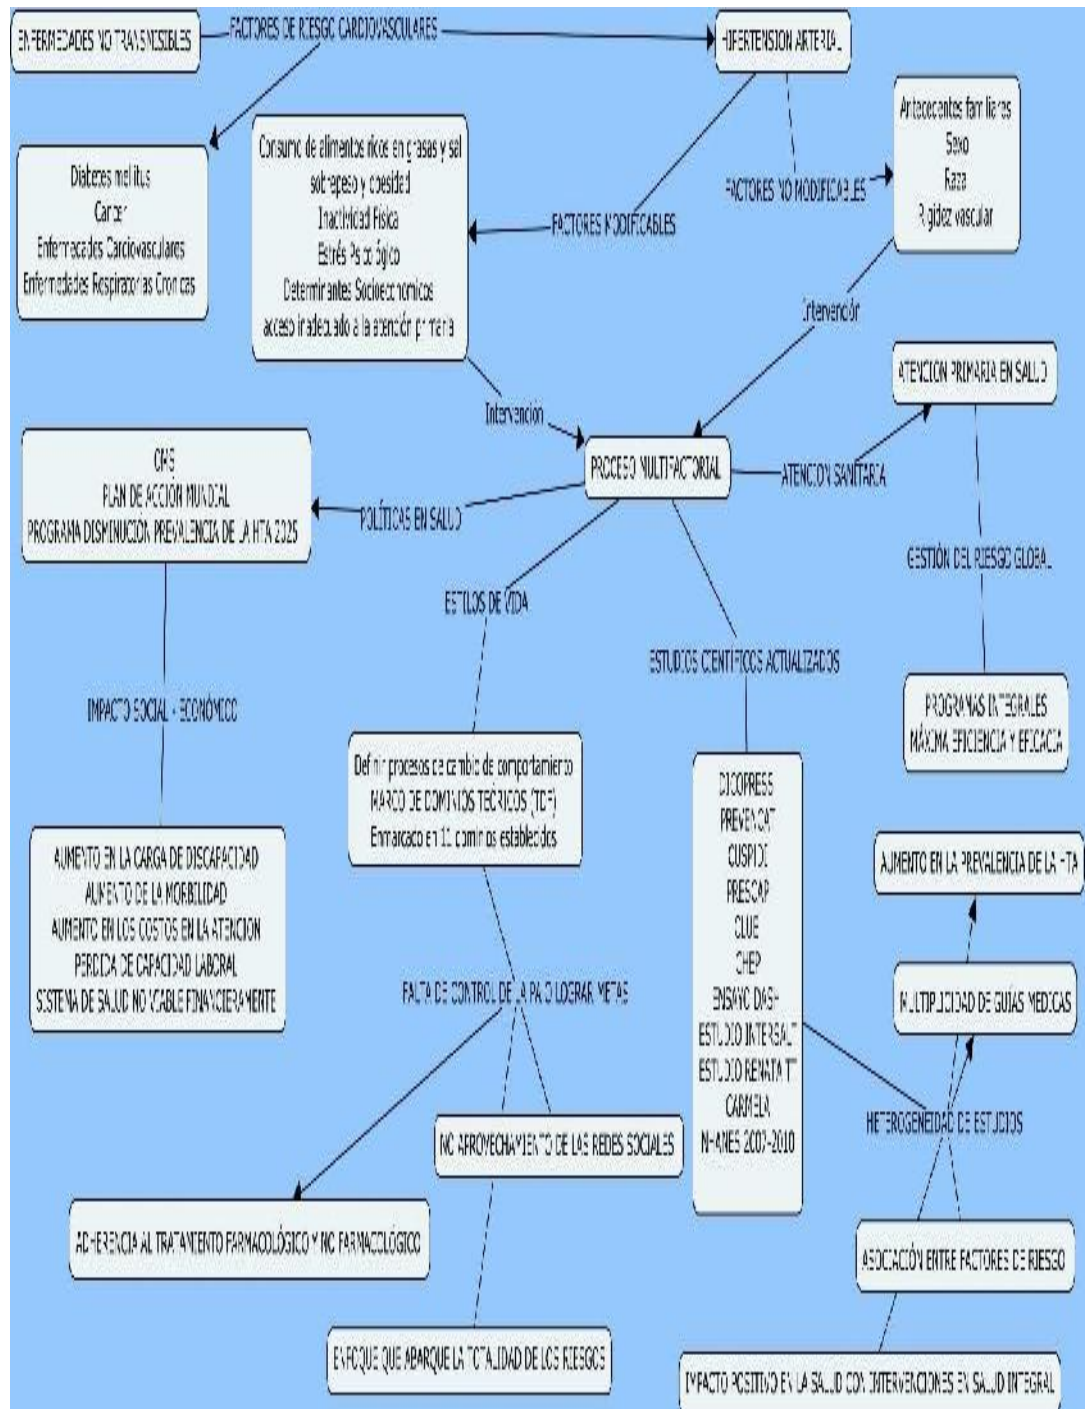 ENFERMEDADES NO TRANSMISIBLES
FACTORES DE RIESGO CARDIOVASCULARES
HIPERTENSION ARTERIAL
Diabetes mellitus
Cancer
Enfermecades Cardiovasculares
Enfermedades Respiratorias Cronicas
Consumo de alimentos ricos en grasas y sal
sobrepeso y obesidad
Inactividad Física
Estrés Psicológico
Determinantes Socioeconomicos
acceso inadecuado a la atención primaria
FACTORES MODIFICABLES
FACTORES NO MODIFICABLES
Antecedentes familiares
Sexo
Raza
Rigidez vascular
Intervención
Intervención
ATENCION PRIMARIA EN SALUD
PROCESO MULTIFACTORIAL
ATENCION SANITARIA
OMS
PLAN DE ACCIÓN MUNDIAL
PROGRAMA DISMINUCIÓN PREVALENCIA DE LA HTA 2025
POLÍTICAS EN SALUD
GESTIÓN DEL RIESGO GLOBAL
ESTILOS DE VIDA
ESTUDIOS CIENTIFICOS ACTUALIZADOS
IMPACTO SOCIAL - ECONÓMICO
PROGRAMAS INTEGRALES
MÁXIMA EFICIENCIA Y EFICACIA
Definir procesos de cambio de comportamiento
MARCO DE DOMINIOS TEÓRICOS (TDF)
Enmarcado en 11 dominios establecidos
DICOPRESS
PREVENCAT
CUSPIDE
PRESCAP
CLUE
CHEP
ENSAYO DASH
ESTUDIO INTERSALT
ESTUDIO RENATA TT
CARMELA
NHANES 2007-2010
AUMENTO EN LA CARGA DE DISCAPACIDAD
AUMENTO DE LA MORBILIDAD
AUMENTO EN LOS COSTOS EN LA ATENCION
PERDIDA DE CAPACIDAD LABORAL
SISTEMA DE SALUD NO VIABLE FINANCIERAMENTE
AUMENTO EN LA PREVALENCIA DE LA HTA
FALTA DE CONTROL DE LA PA O LOGRAR METAS
MULTIPLICIDAD DE GUÍAS MEDICAS
HETEROGENEIDAD DE ESTUDIOS
NO APROVECHAMIENTO DE LAS REDES SOCIALES
ADHERENCIA AL TRATAMIENTO FARMACOLÓGICO Y NO FARMACOLÓGICO
ASOCIACIÓN ENTRE FACTORES DE RIESGO
ENFOQUE QUE ABARQUE LA TOTALIDAD DE LOS RIESGOS
IMPACTO POSITIVO EN LA SALUD CON INTERVENCIONES EN SALUD INTEGRAL